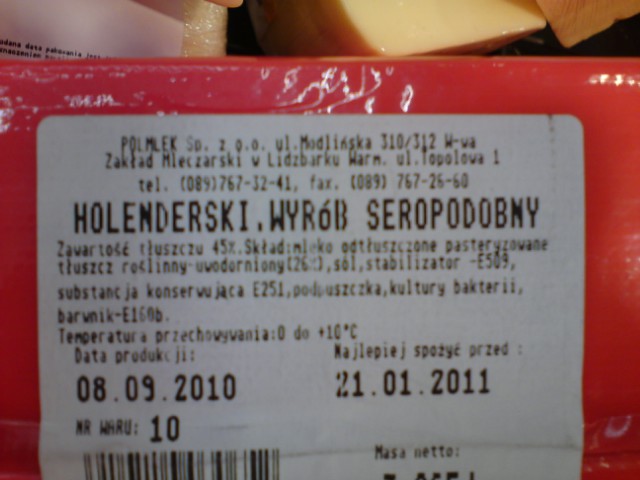 POLMLEK Sp. z o.o. ul.Modlińska 310/312 W-wa
Zakład Mleczarski w Lidzbarku Warm. ul.Topolowa 1
tel. (089)767-32-41, fax. (089) 767-26-60
HOLENDERSKI.WYRÓB SEROPODOBNY
Zawartość tłuszczu 45%.Skład:mleko odtłuszczone pasteryzowane
tłuszcz roślinny-uwodorniony(26%),sól,stabilizator -E509,
substancja konserwująca E251,podpuszczka,kultury bakterii,
barwnik-E160b.
Temperatura przechowywania:0 do +10°C
Data produkcji:
Najlepiej spożyć przed :
08.09.2010
21.01.2011
NR WARU: 10
Masa netto: